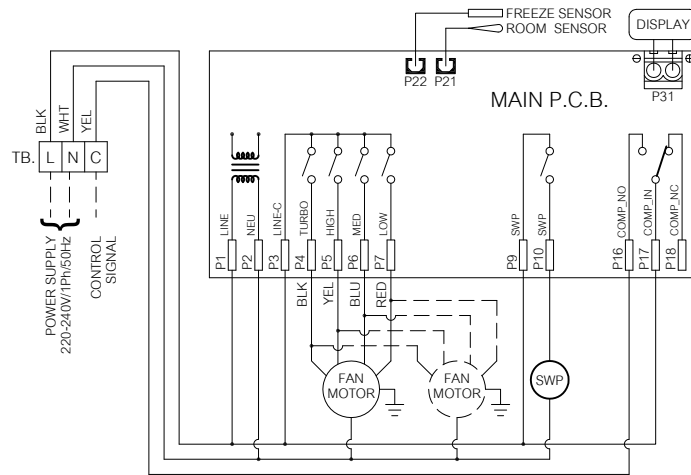 FREEZE SENSOR
ROOM SENSOR
DISPLAY
P22 P21
P31
MAIN P.C.B.
BLK
WHT
YEL
TB. L N C
POWER SUPPLY
220-240V/1Ph/50Hz
CONTROL
SIGNAL
LINE
NEU
LINE-C
TURBO
HIGH
MED
LOW
SWP
SWP
COMP_NO
COMP_IN
COMP_NC
P1
P2
P3
P4
P5
P6
P7
P9
P10
P16
P17
P18
BLK
YEL
BLU
RED
FAN
MOTOR
FAN
MOTOR
SWP